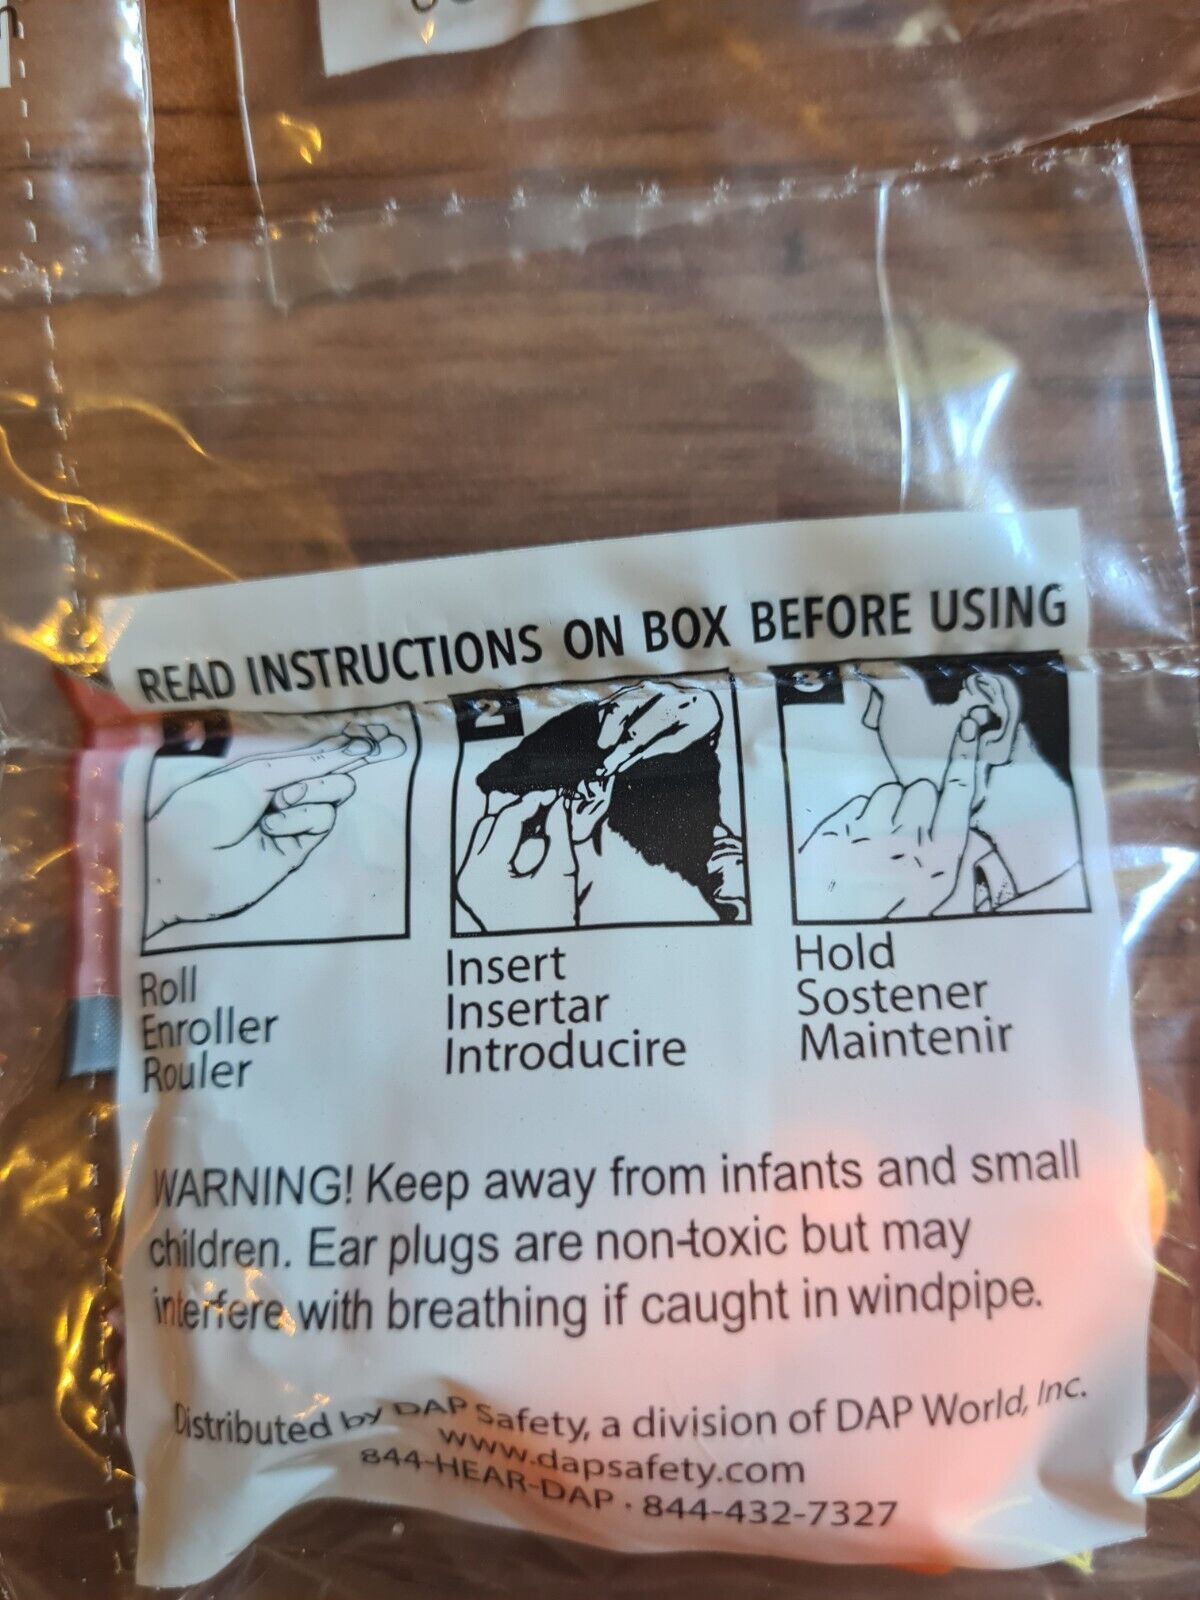 READ INSTRUCTIONS ON BOX BEFORE USING
2
3
Roll
Enroller
Rouler
Insert
Insertar
Introducire
Hold
Sostener
Maintenir
WARNING! Keep away from infants and small
children. Ear plugs are non-toxic but may
interfere with breathing if caught in windpipe.
Distributed by DAP Safety, a division of DAP World, Inc.
www.dapsafety.com
844-HEAR-DAP · 844-432-7327